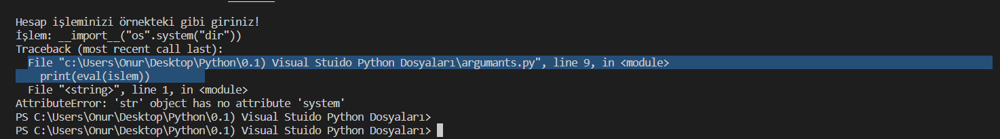 Hesap işleminizi örnekteki gibi giriniz!
İşlem: __import__("os".system("dir"))
Traceback (most recent call last):
  File "c:\Users\Onur\Desktop\Python\0.1) Visual Stuido Python Dosyaları\argumants.py", line 9, in <module>
    print(eval(islem))
  File "<string>", line 1, in <module>
AttributeError: 'str' object has no attribute 'system'
PS C:\Users\Onur\Desktop\Python\0.1) Visual Stuido Python Dosyaları>
PS C:\Users\Onur\Desktop\Python\0.1) Visual Stuido Python Dosyaları>